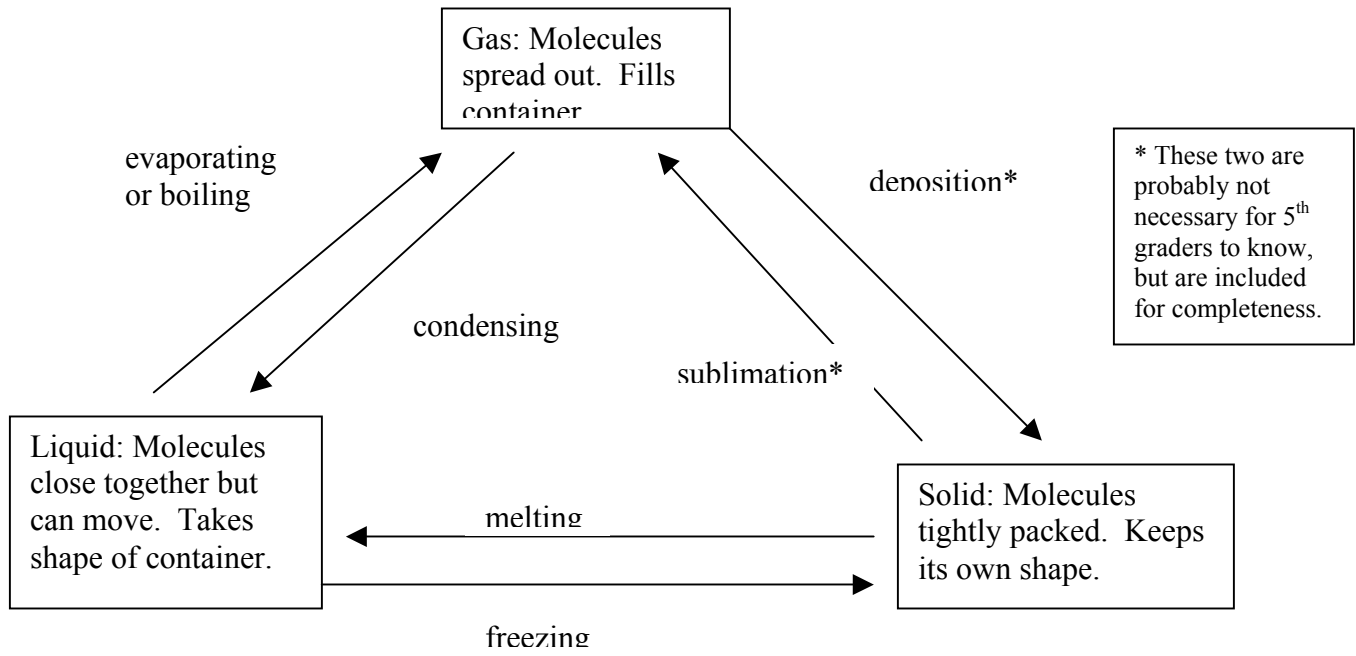 Gas: Molecules
spread out. Fills
container
evaporating
or boiling
deposition*
* These two are
probably not
necessary for 5th
graders to know,
but are included
for completeness.
condensing
sublimation*
Liquid: Molecules
close together but
can move. Takes
shape of container.
melting
Solid: Molecules
tightly packed. Keeps
its own shape.
freezing